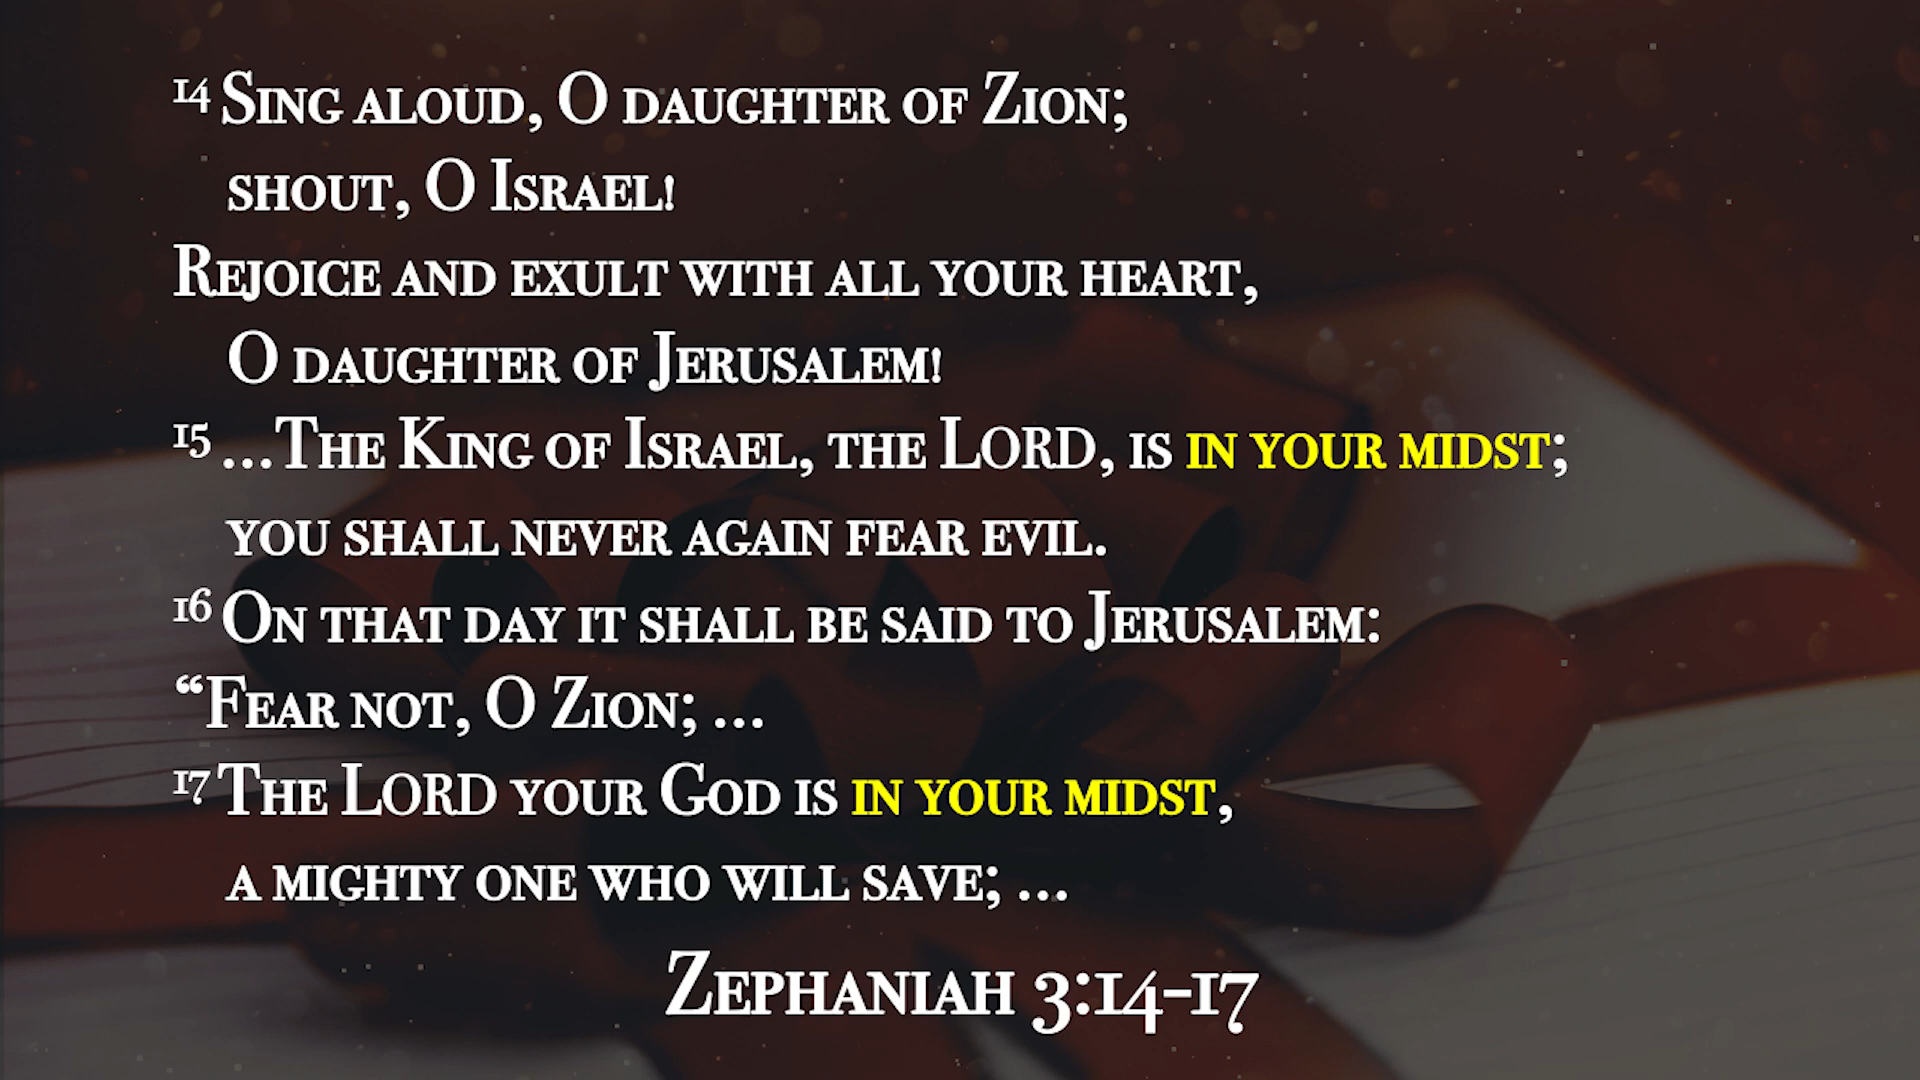 14 Sing aloud, O daughter of Zion;
shout, O Israel!
Rejoice and exult with all your heart,
O daughter of Jerusalem!
15 ...The King of Israel, the LORD, is in your midst;
you shall never again fear evil.
16 On that day it shall be said to Jerusalem:
“Fear not, O Zion; ...
17 The LORD your God is in your midst,
a mighty one who will save; ...
Zephaniah 3:14-17